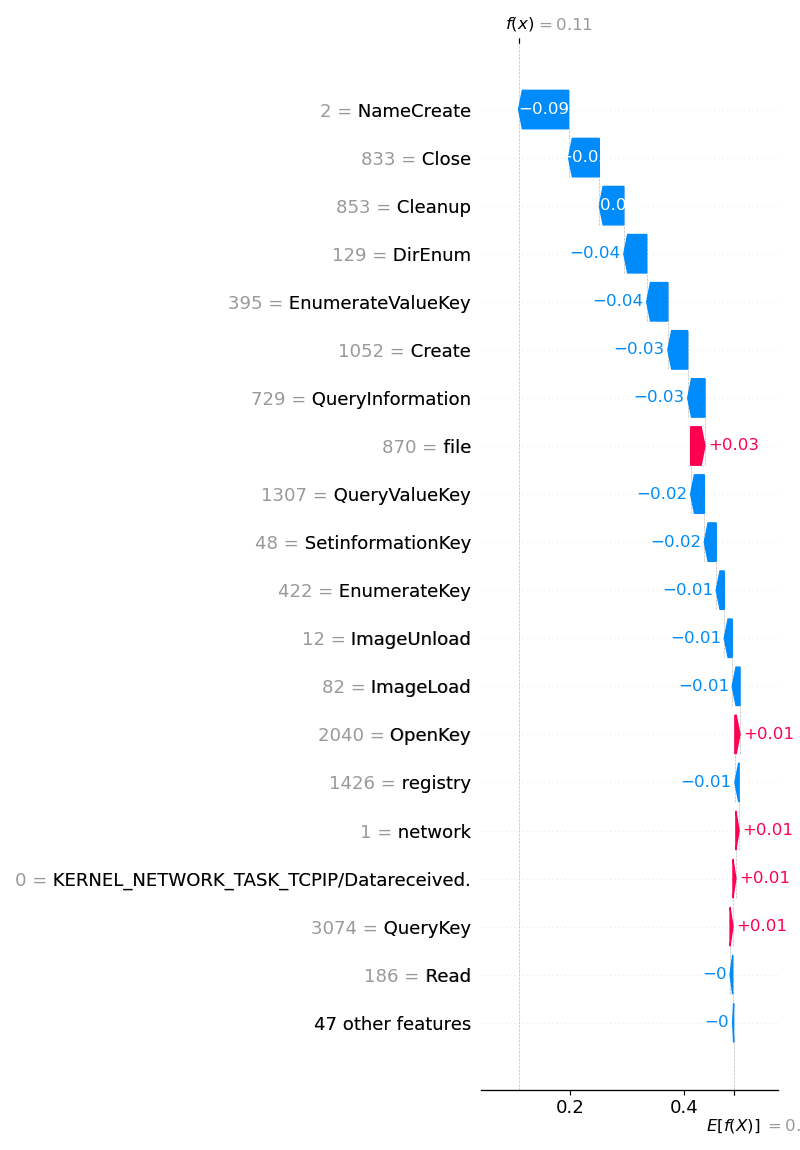 f(x) = 0.11
2 = NameCreate
−0.09
833 = Close
853 = Cleanup
129 = DirEnum
−0.04
395 = EnumerateValueKey
−0.04
1052 = Create
−0.03
729 = QueryInformation
−0.03
870 = file
+0.03
1307 = QueryValueKey
−0.02
48 = SetinformationKey
−0.02
422 = EnumerateKey
−0.01
12 = ImageUnload
−0.01
82 = ImageLoad
−0.01
2040 = OpenKey
+0.01
1426 = registry
−0.01
1 = network
+0.01
0 = KERNEL_NETWORK_TASK_TCPIP/Datareceived.
+0.01
3074 = QueryKey
+0.01
186 = Read
−0
47 other features
−0
0.2 0.4
E[f(X)] = 0.